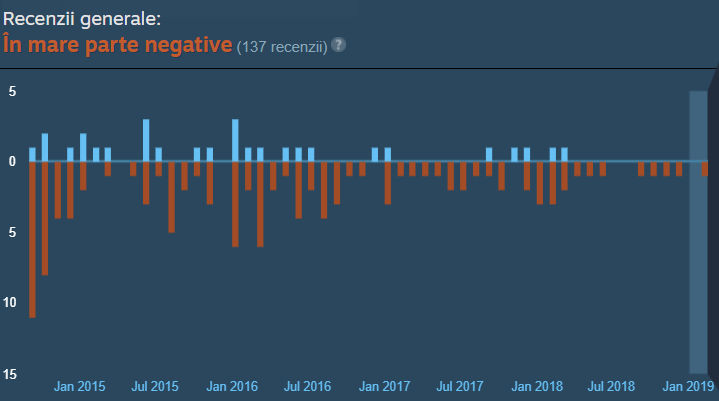 Recenzii generale:
În mare parte negative (137 recenzii) ?
5
0
5
10
15
Jan 2015 Jul 2015 Jan 2016 Jul 2016 Jan 2017 Jul 2017 Jan 2018 Jul 2018 Jan 2019